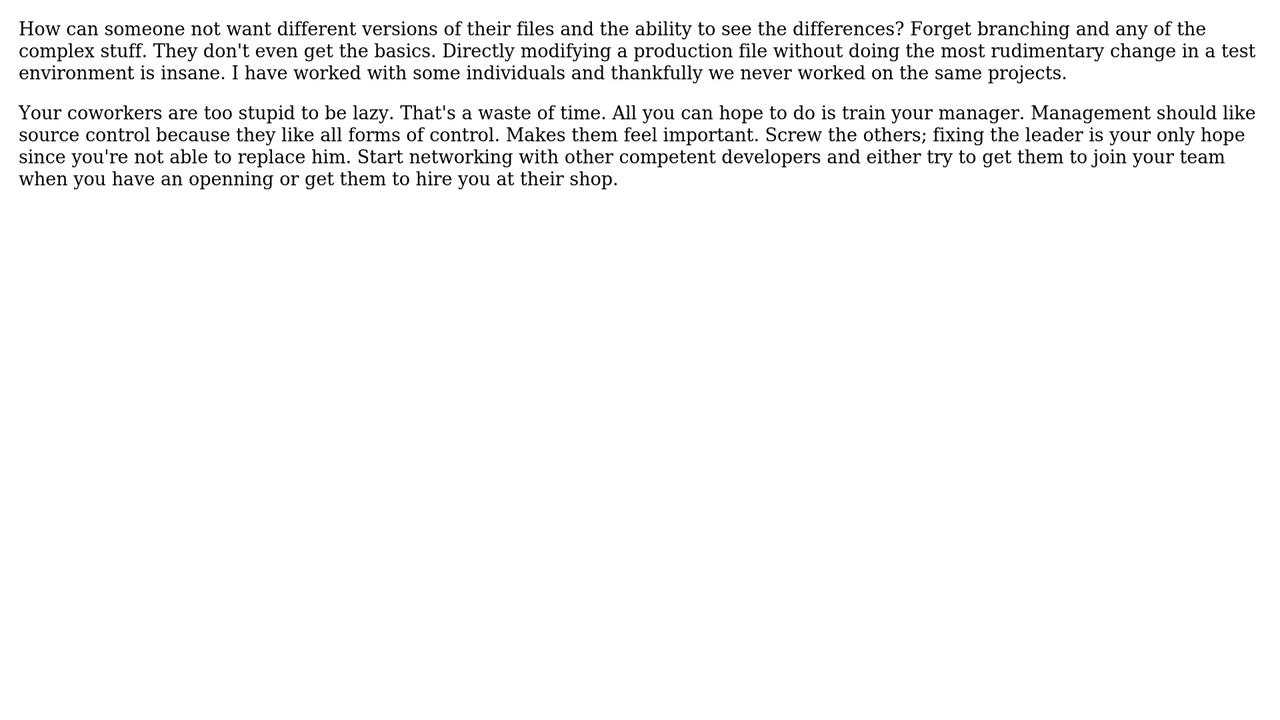 How can someone not want different versions of their files and the ability to see the differences? Forget branching and any of the
complex stuff. They don't even get the basics. Directly modifying a production file without doing the most rudimentary change in a test
environment is insane. I have worked with some individuals and thankfully we never worked on the same projects.
Your coworkers are too stupid to be lazy. That's a waste of time. All you can hope to do is train your manager. Management should like
source control because they like all forms of control. Makes them feel important. Screw the others; fixing the leader is your only hope
since you're not able to replace him. Start networking with other competent developers and either try to get them to join your team
when you have an openning or get them to hire you at their shop.